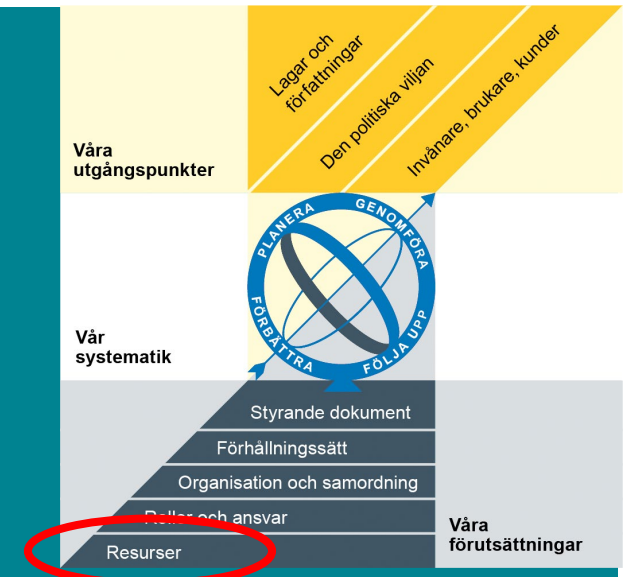 Lagar och
författningar
Den politiska viljan
Invånare, brukare, kunder
Våra
utgångspunkter
PLANERA
GENOMFÖRA
FÖLJA UPP
FÖRBÄTTRA
Vår
systematik
Styrande dokument
Förhållningssätt
Organisation och samordning
Roller och ansvar
Resurser
Våra
förutsättningar